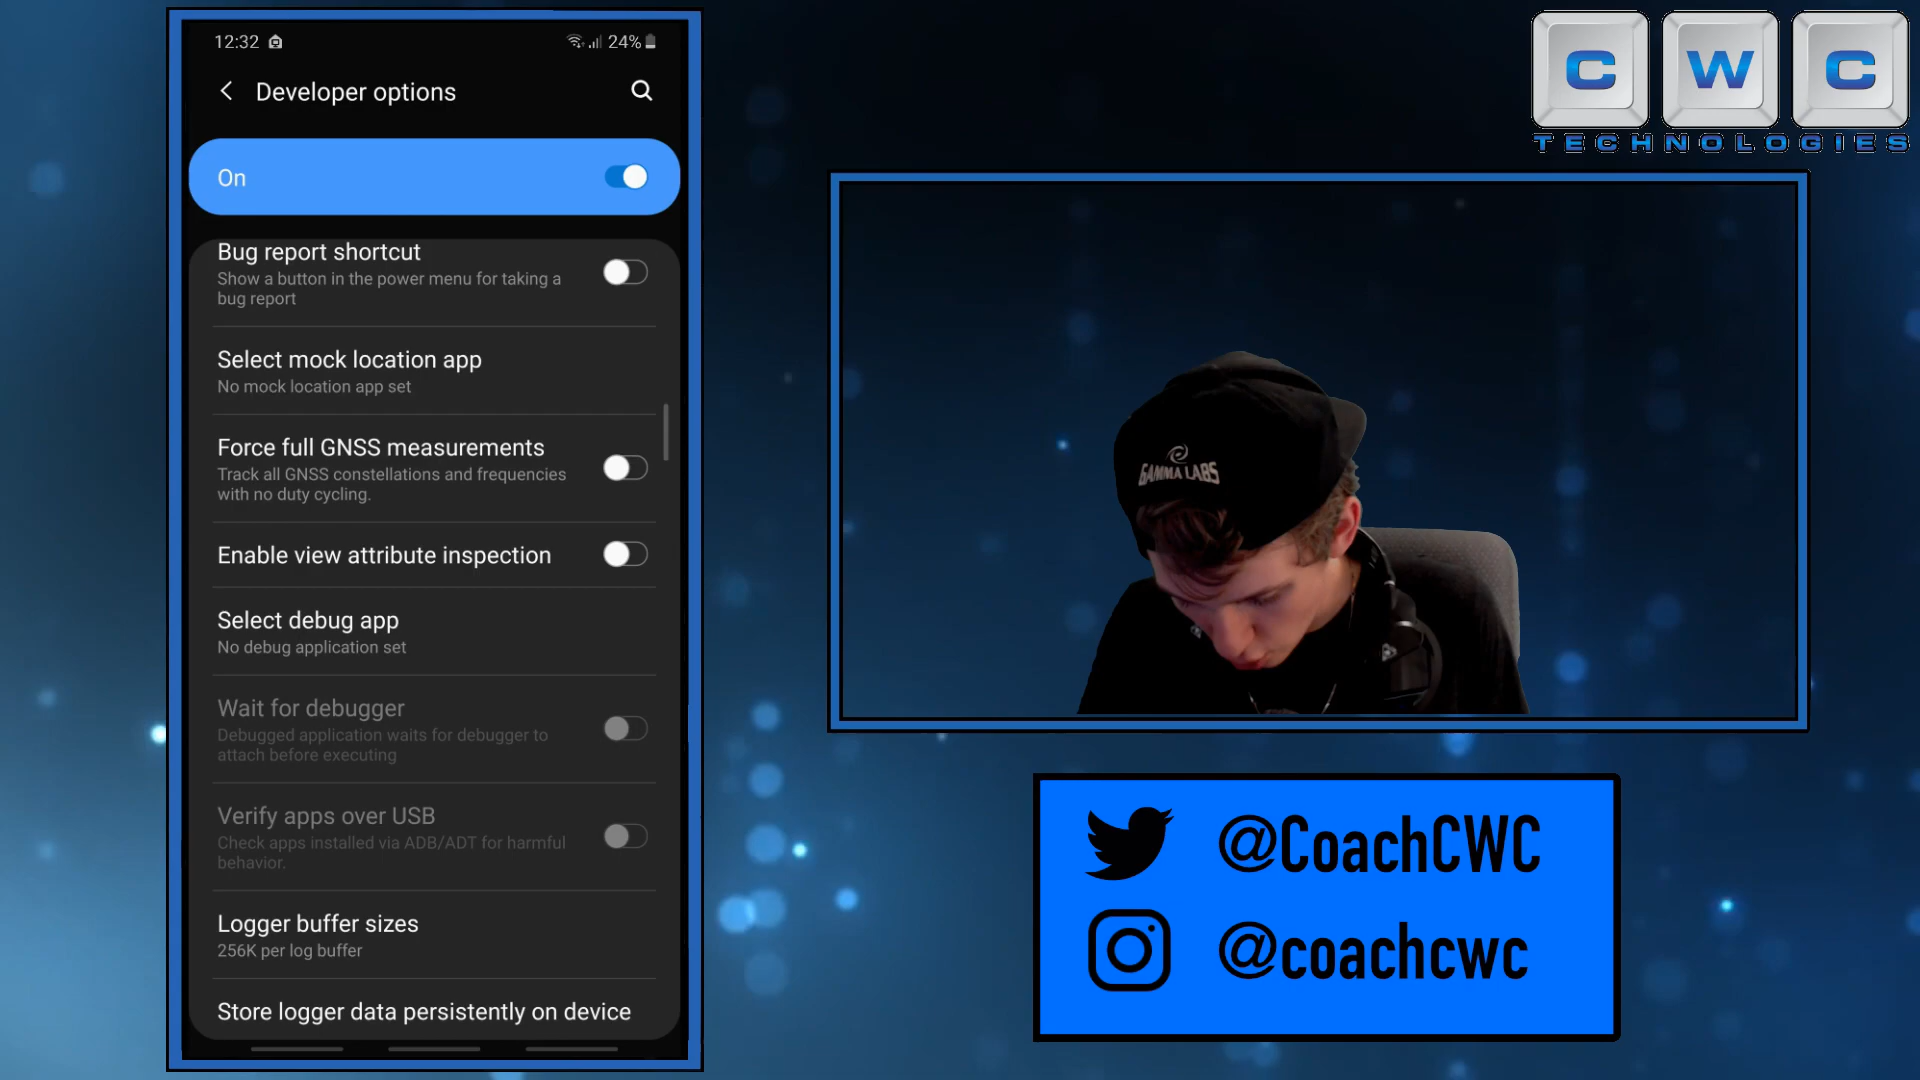 12:32
24%
Developer options
On
Bug report shortcut
Show a button in the power menu for taking a
bug report
Select mock location app
No mock location app set
Force full GNSS measurements
Track all GNSS constellations and frequencies
with no duty cycling.
Enable view attribute inspection
Select debug app
No debug application set
Wait for debugger
Debugged application waits for debugger to
attach before executing
Verify apps over USB
Check apps installed via ADB/ADT for harmful
behavior.
Logger buffer sizes
256K per log buffer
Store logger data persistently on device
C W C
TECHNOLOGIES
GAMMA LABS
@CoachCWC
@coachcwc